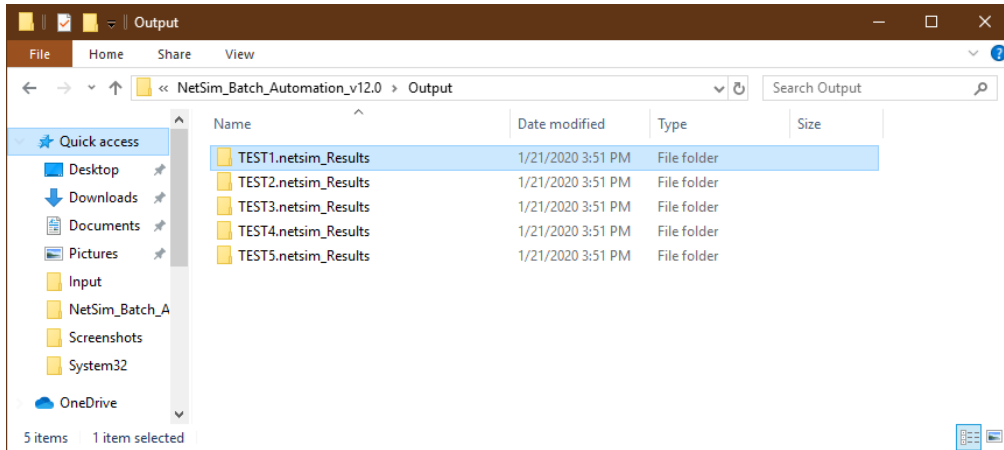 Output
File Home Share View
« NetSim_Batch_Automation_v12.0 > Output Search Output
Name Date modified Type Size
Quick access
TEST1.netsim_Results 1/21/2020 3:51 PM File folder
Desktop
TEST2.netsim_Results 1/21/2020 3:51 PM File folder
Downloads
TEST3.netsim_Results 1/21/2020 3:51 PM File folder
Documents
TEST4.netsim_Results 1/21/2020 3:51 PM File folder
Pictures
TEST5.netsim_Results 1/21/2020 3:51 PM File folder
Input
NetSim_Batch_A
Screenshots
System32
OneDrive
5 items 1 item selected